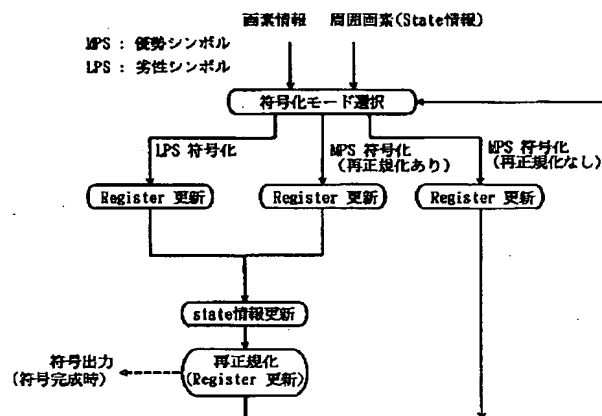 画素情報 周囲画素(State情報)
MPS : 優勢シンボル
LPS : 劣性シンボル
符号化モード選択
LPS 符号化
MPS 符号化
(再正規化あり)
MPS 符号化
(再正規化なし)
Register 更新
Register 更新
Register 更新
state情報更新
符号出力
(符号完成時)
再正規化
(Register 更新)